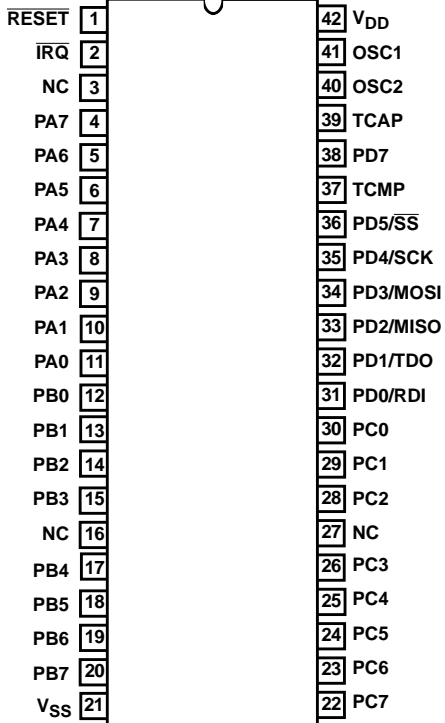 RESET 1 42 VDD
IRQ 2 41 OSC1
NC 3 40 OSC2
PA7 4 39 TCAP
PA6 5 38 PD7
PA5 6 37 TCMP
PA4 7 36 PD5/SS
PA3 8 35 PD4/SCK
PA2 9 34 PD3/MOSI
PA1 10 33 PD2/MISO
PA0 11 32 PD1/TDO
PB0 12 31 PD0/RDI
PB1 13 30 PC0
PB2 14 29 PC1
PB3 15 28 PC2
NC 16 27 NC
PB4 17 26 PC3
PB5 18 25 PC4
PB6 19 24 PC5
PB7 20 23 PC6
VSS 21 22 PC7